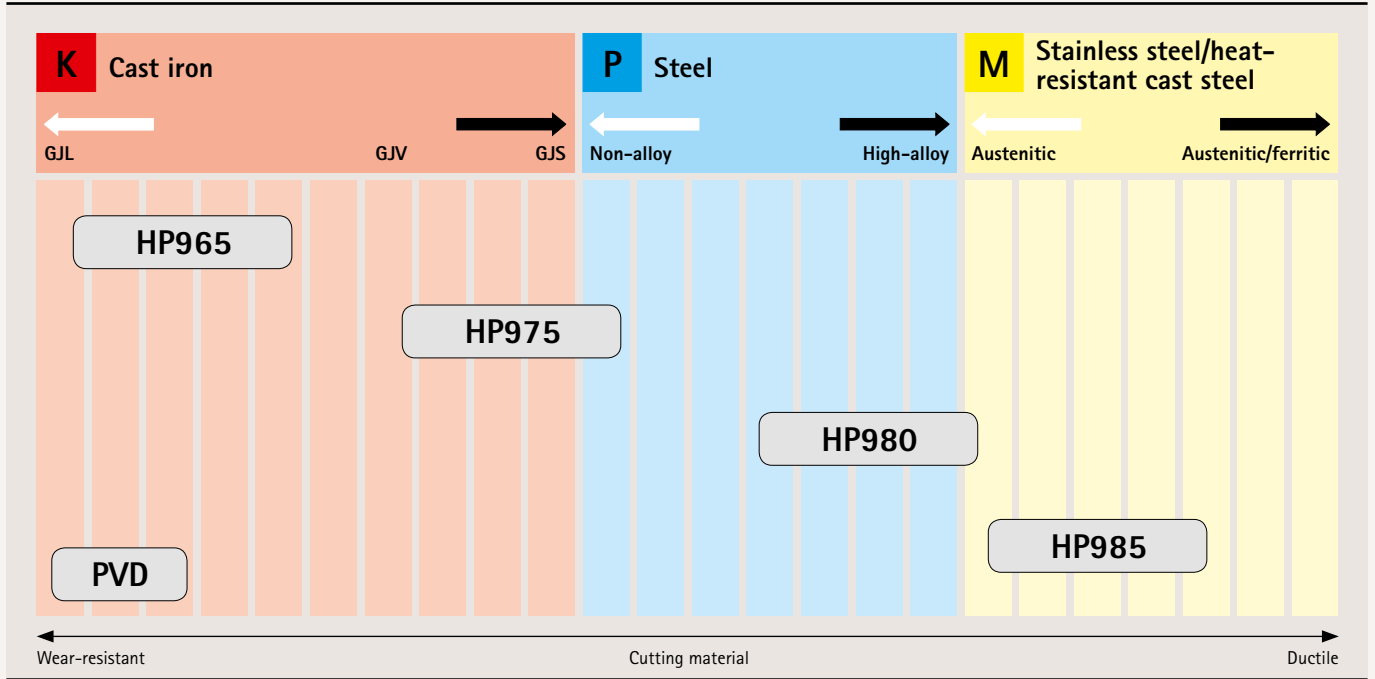 K
Cast iron
P
Steel
M
Stainless steel/heat-
resistant cast steel
GJL
GJV
GJS
Non-alloy
High-alloy
Austenitic
Austenitic/ferritic
HP965
HP975
HP980
HP985
PVD
Wear-resistant
Cutting material
Ductile